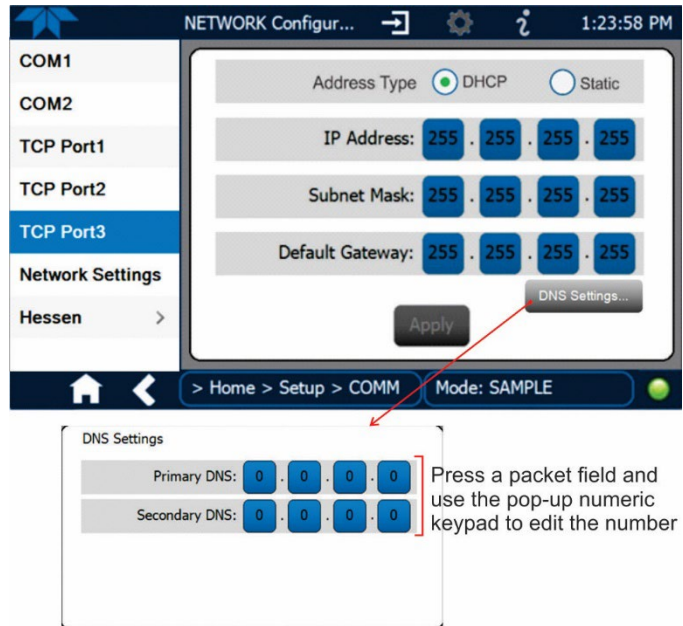 NETWORK Configur... 1:23:58 PM
COM1
COM2
TCP Port1
TCP Port2
TCP Port3
Network Settings
Hessen >
Address Type DHCP Static
IP Address: 255 . 255 . 255 . 255
Subnet Mask: 255 . 255 . 255 . 255
Default Gateway: 255 . 255 . 255 . 255
DNS Settings...
Apply
> Home > Setup > COMM Mode: SAMPLE
DNS Settings
Primary DNS: 0 . 0 . 0 . 0
Secondary DNS: 0 . 0 . 0 . 0
Press a packet field and
use the pop-up numeric
keypad to edit the number